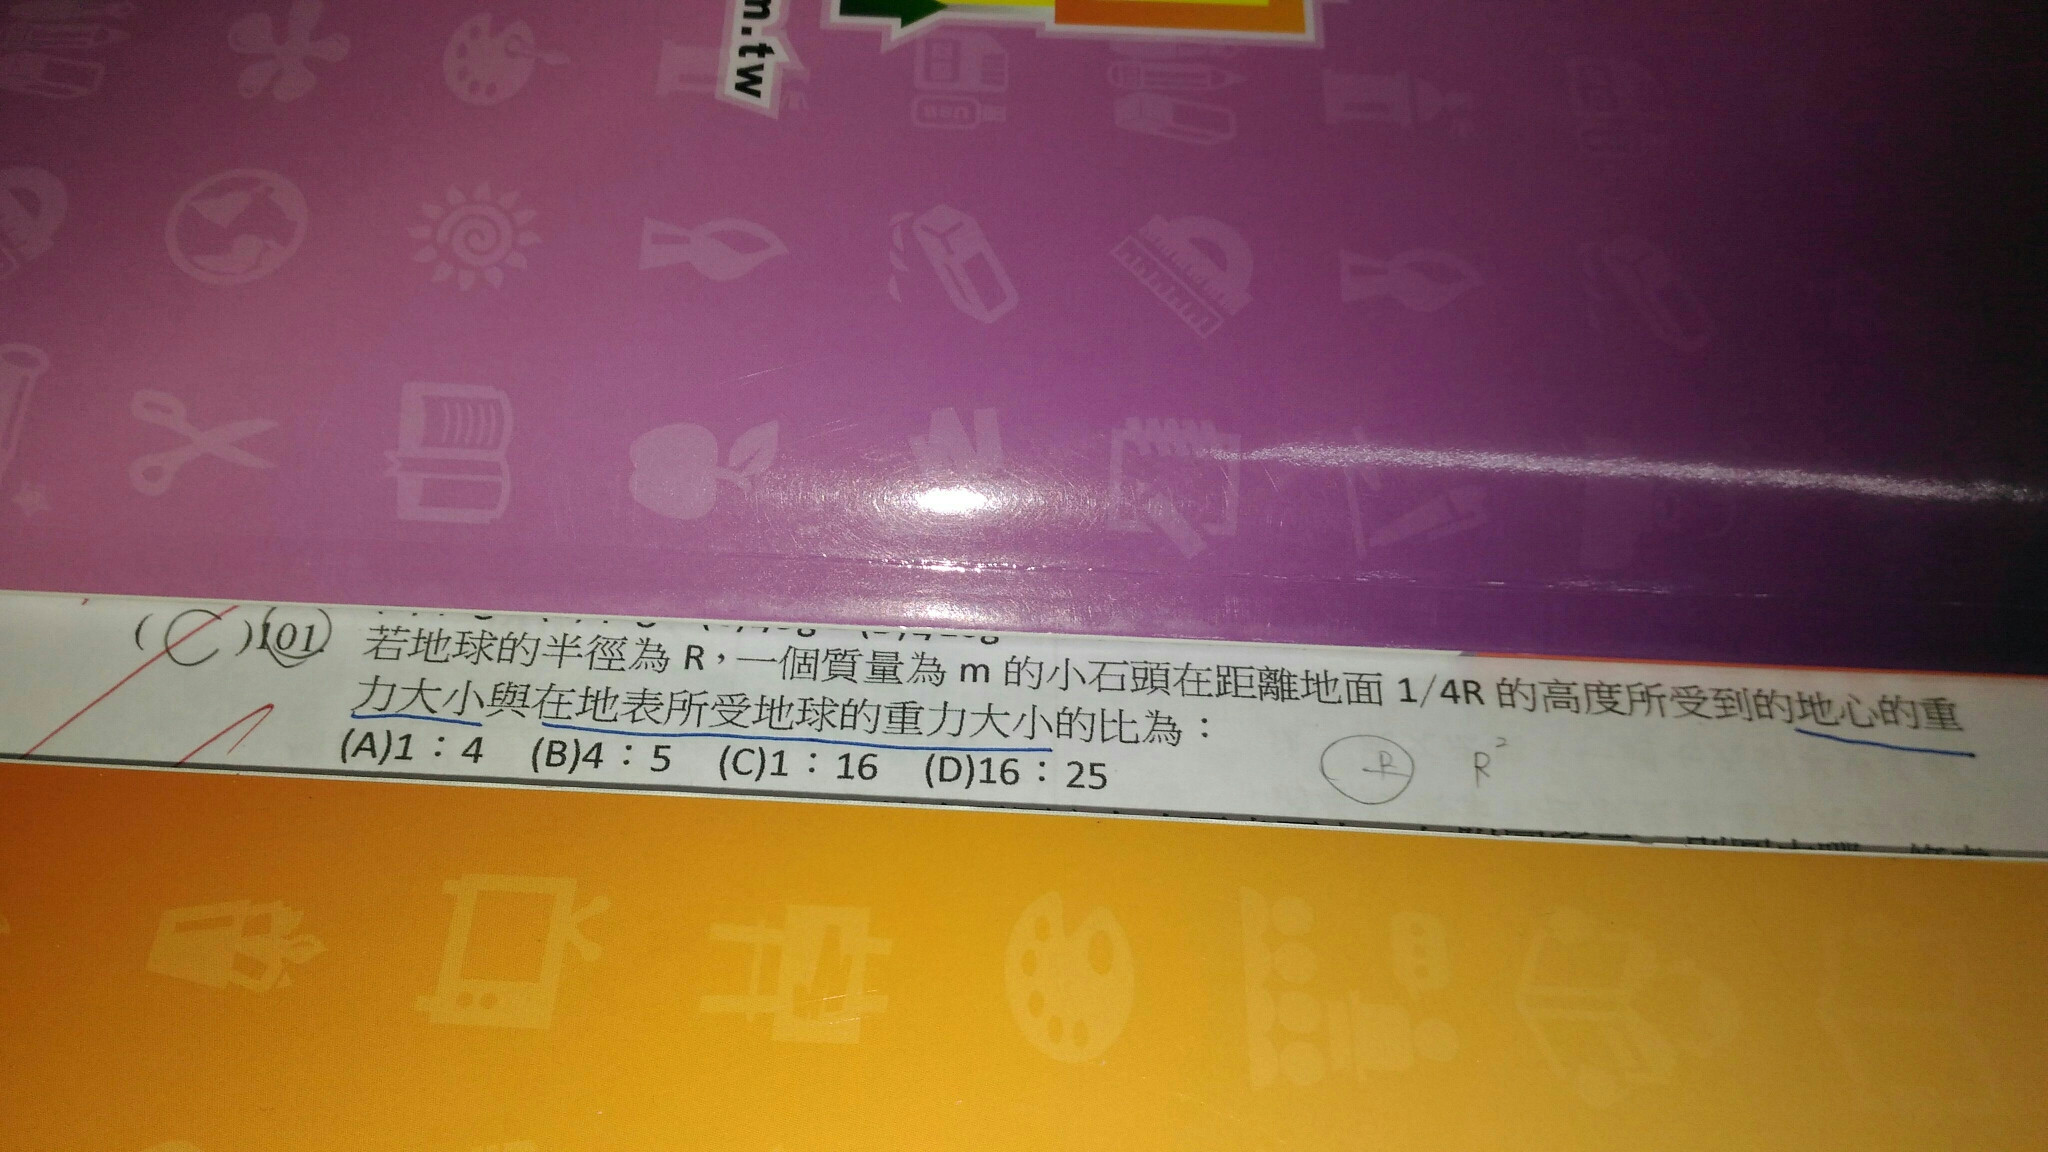 m.tw
(C)101. 若地球的半徑為 R，一個質量為 m 的小石頭在距離地面 1/4R 的高度所受到的地心的重
力大小與在地表所受地球的重力大小的比為：
(A)1：4 (B)4：5 (C)1：16 (D)16：25
R R²